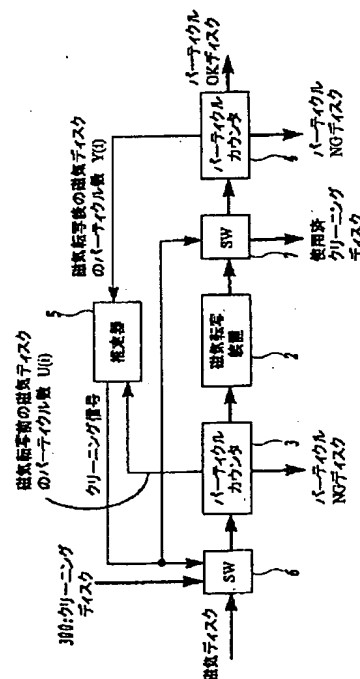 磁気転写前の磁気ディスク
のパーティクル数 U(i)
磁気転写後の磁気ディスク
のパーティクル数 Y(i)
5
推定器
クリーニング信号
300:クリーニング
ディスク
磁気ディスク
SW
6
パーティクル
カウンタ
3
パーティクル
NGディスク
磁気転写
装置
2
SW
7
使用済
クリーニング
ディスク
パーティクル
カウンタ
パーティクル
OKディスク
パーティクル
NGディスク